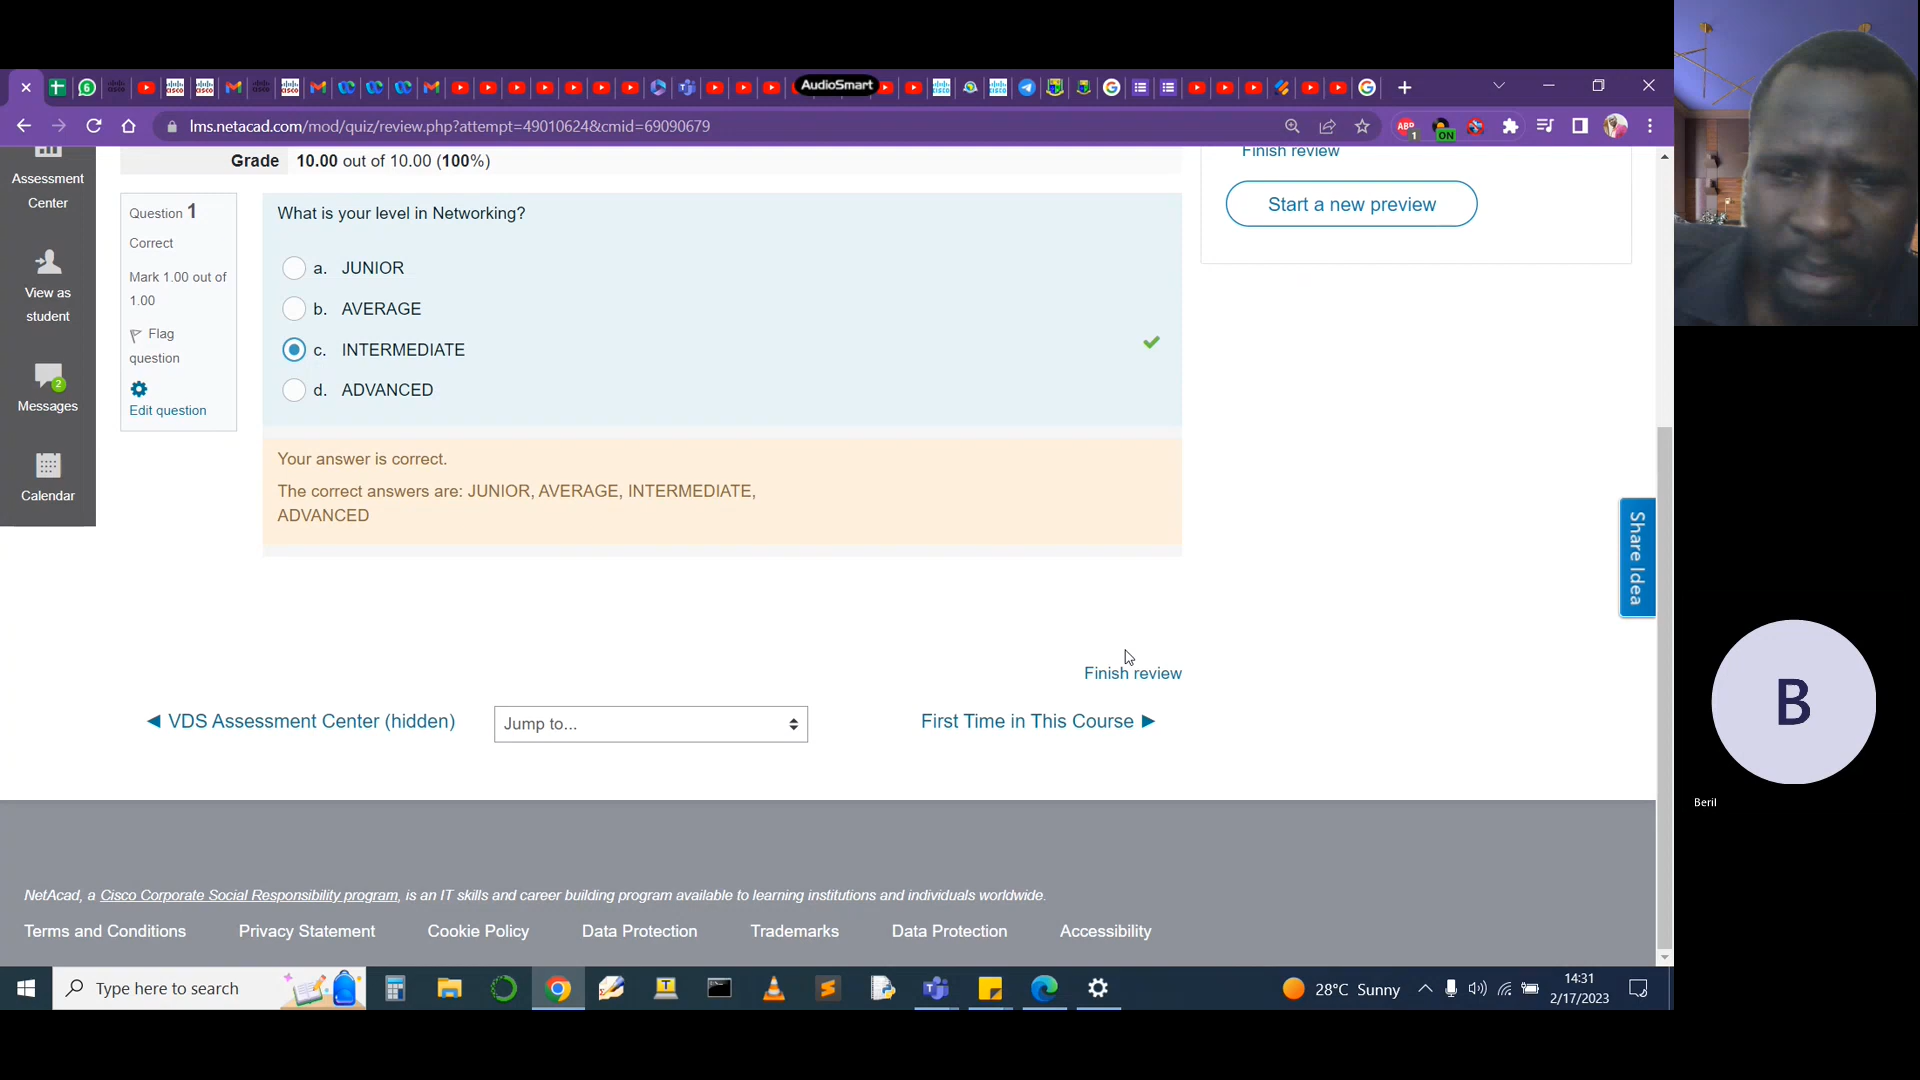 AudioSmart
6
lms.netacad.com/mod/quiz/review.php?attempt=49010624&cmid=69090679
ABP
1
ON
Assessment
Center
View as
student
2
Messages
Calendar
Grade 10.00 out of 10.00 (100%)
Question 1
Correct
Mark 1.00 out of
1.00
Flag
question
Edit question
What is your level in Networking?
a. JUNIOR
b. AVERAGE
c. INTERMEDIATE
d. ADVANCED
Your answer is correct.
The correct answers are: JUNIOR, AVERAGE, INTERMEDIATE,
ADVANCED
Finish review
Start a new preview
Share Idea
Finish review
◄ VDS Assessment Center (hidden)
Jump to...
First Time in This Course ►
NetAcad, a Cisco Corporate Social Responsibility program, is an IT skills and career building program available to learning institutions and individuals worldwide.
Terms and Conditions Privacy Statement Cookie Policy Data Protection Trademarks Data Protection Accessibility
Type here to search
28°C Sunny
14:31
2/17/2023
B
Beril